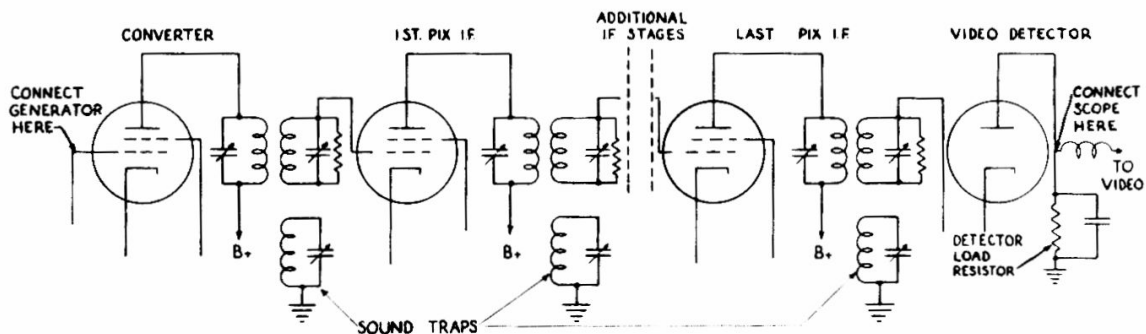 CONVERTER
1ST. PIX I.F.
ADDITIONAL
IF STAGES
LAST PIX I.F.
VIDEO DETECTOR
CONNECT
GENERATOR
HERE
CONNECT
SCOPE
HERE
TO
VIDEO
B+
B+
B+
DETECTOR
LOAD
RESISTOR
SOUND TRAPS